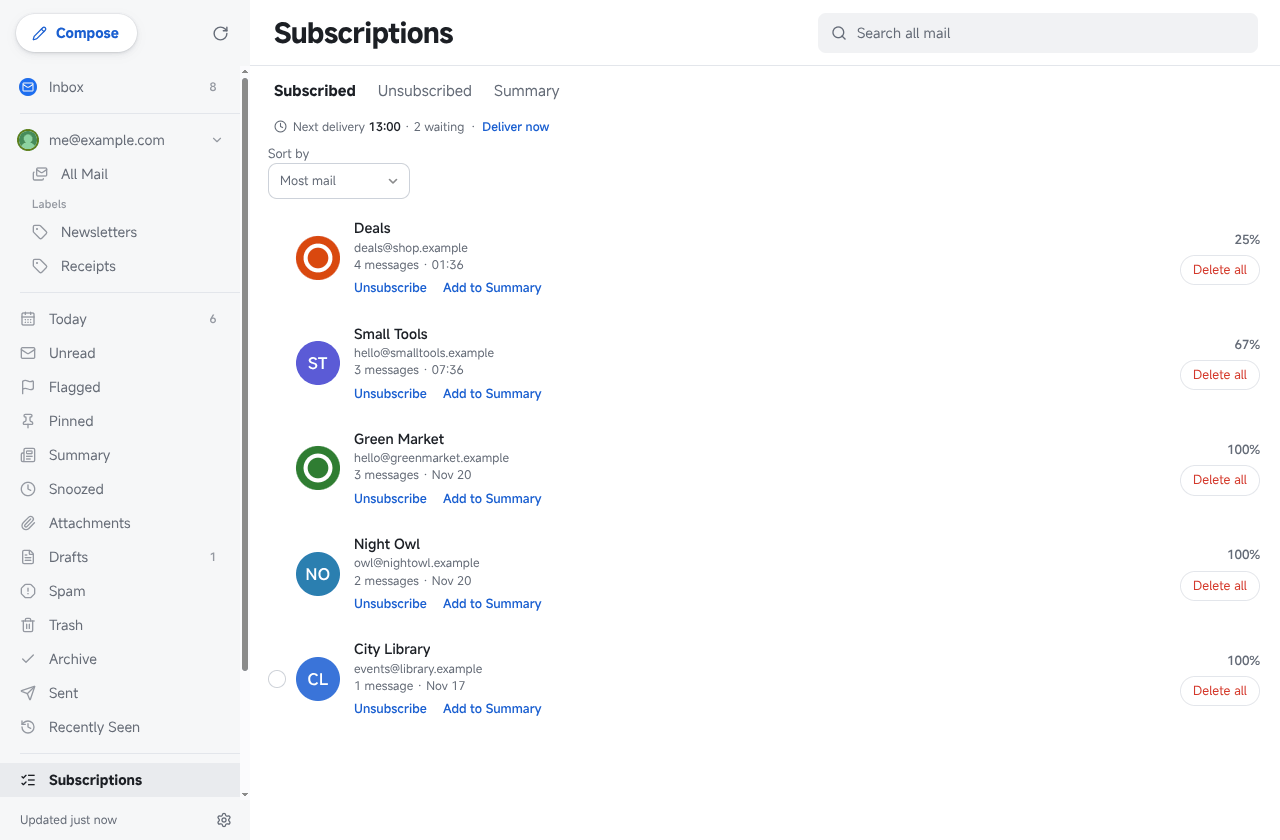 Compose
Inbox 8
me@example.com
All Mail
Labels
Newsletters
Receipts
Today 6
Unread
Flagged
Pinned
Summary
Snoozed
Attachments
Drafts 1
Spam
Trash
Archive
Sent
Recently Seen
Subscriptions
Updated just now
Subscriptions
Search all mail
Subscribed Unsubscribed Summary
Next delivery 13:00 · 2 waiting · Deliver now
Sort by
Most mail
Deals
deals@shop.example
4 messages · 01:36
Unsubscribe Add to Summary
25%
Delete all
ST
Small Tools
hello@smalltools.example
3 messages · 07:36
Unsubscribe Add to Summary
67%
Delete all
Green Market
hello@greenmarket.example
3 messages · Nov 20
Unsubscribe Add to Summary
100%
Delete all
NO
Night Owl
owl@nightowl.example
2 messages · Nov 20
Unsubscribe Add to Summary
100%
Delete all
CL
City Library
events@library.example
1 message · Nov 17
Unsubscribe Add to Summary
100%
Delete all